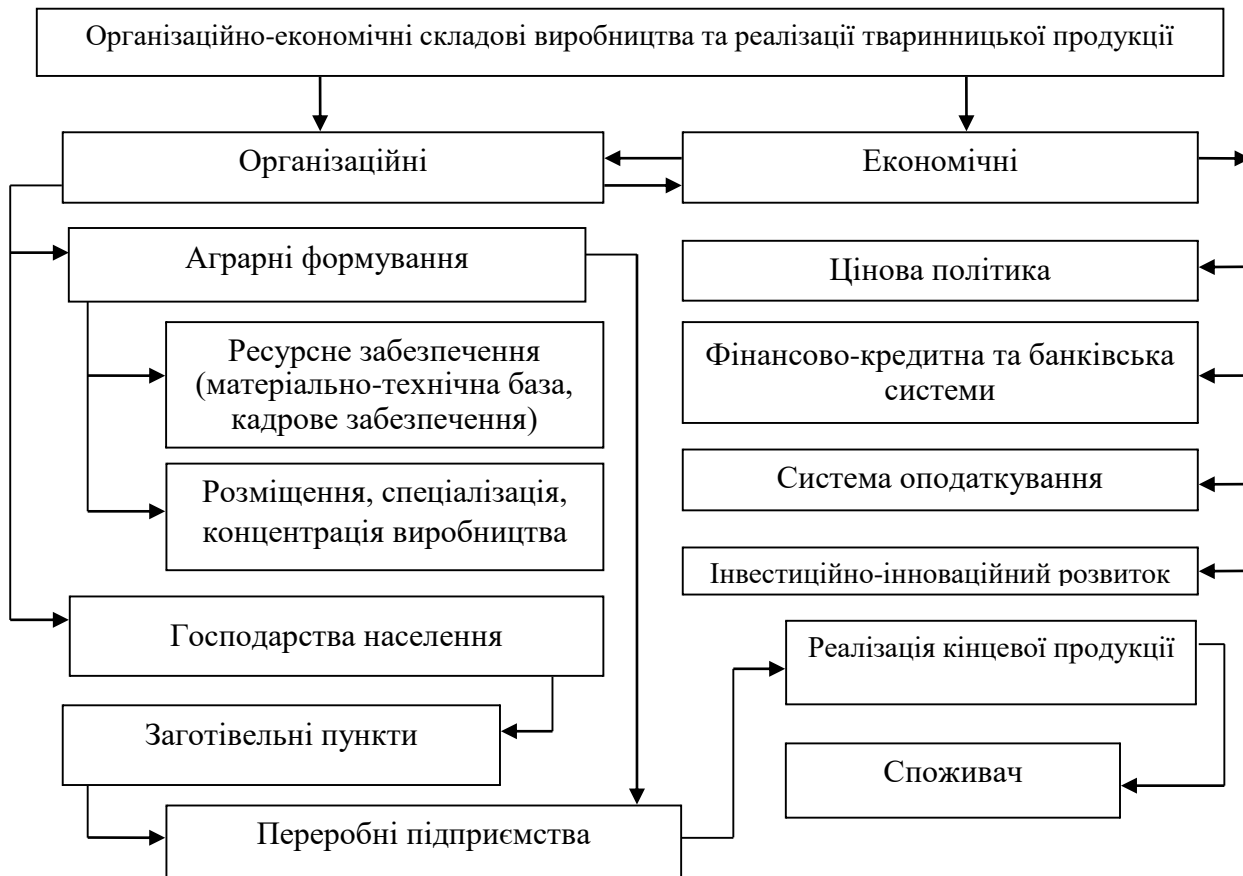 Організаційно-економічні складові виробництва та реалізації тваринницької продукції
Організаційні
Економічні
Аграрні формування
Ресурсне забезпечення
(матеріально-технічна база,
кадрове забезпечення)
Розміщення, спеціалізація,
концентрація виробництва
Господарства населення
Заготівельні пункти
Переробні підприємства
Цінова політика
Фінансово-кредитна та банківська
системи
Система оподаткування
Інвестиційно-інноваційний розвиток
Реалізація кінцевої продукції
Споживач